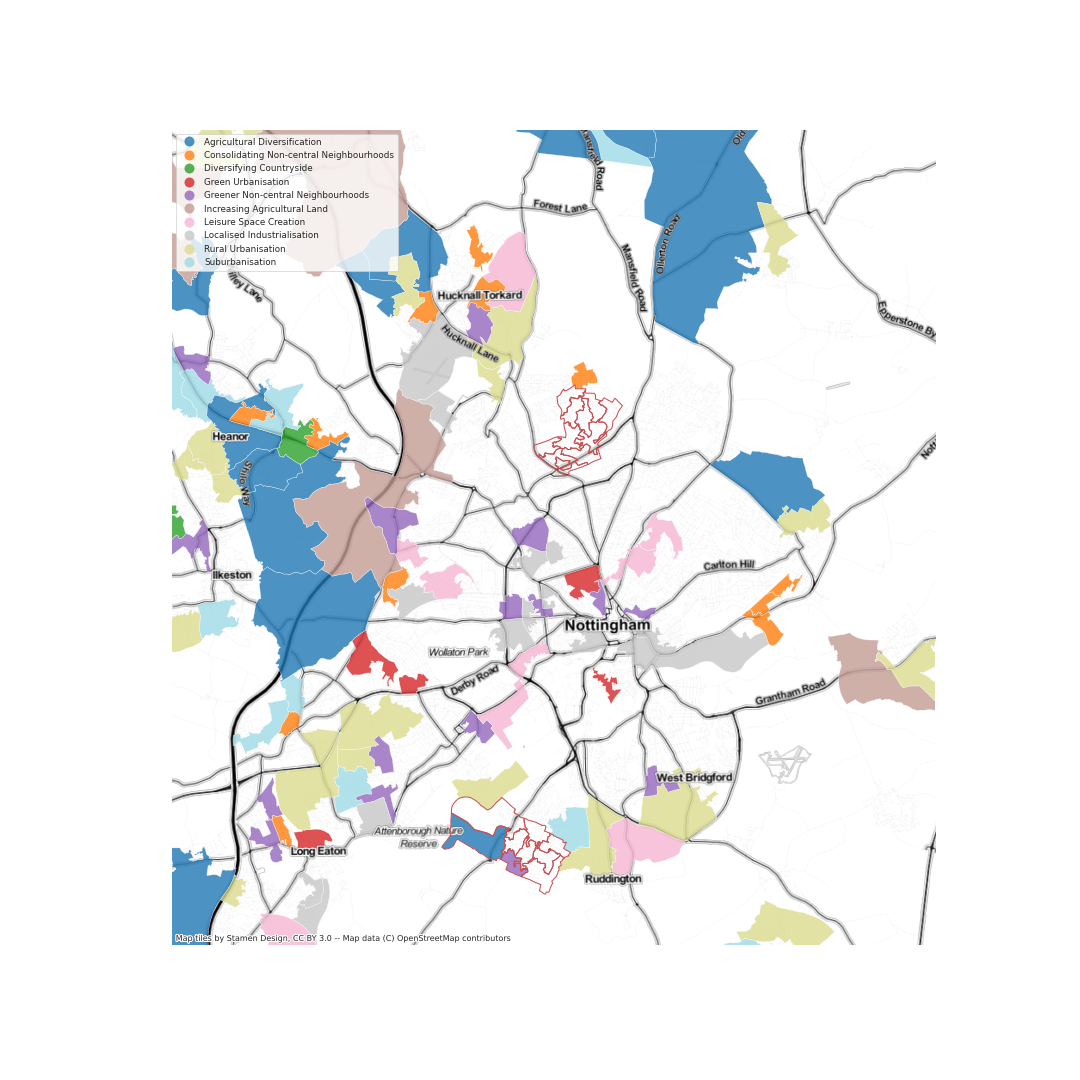 Agricultural Diversification
Consolidating Non-central Neighbourhoods
Diversifying Countryside
Green Urbanisation
Greener Non-central Neighbourhoods
Increasing Agricultural Land
Leisure Space Creation
Localised Industrialisation
Rural Urbanisation
Suburbanisation
Mansfield Road
Old
Forest Lane
Ollerton Road
Mansfield Road
Lane
Hucknall Torkard
Epperstone By
Hucknall Lane
Heanor
Nott
Ilkeston
Carlton Hill
Nottingham
Wollaton Park
Derby Road
Grantham Road
West Bridgford
Attenborough Nature
Reserve
Long Eaton
Ruddington
Map tiles by Stamen Design, CC BY 3.0 -- Map data (C) OpenStreetMap contributors